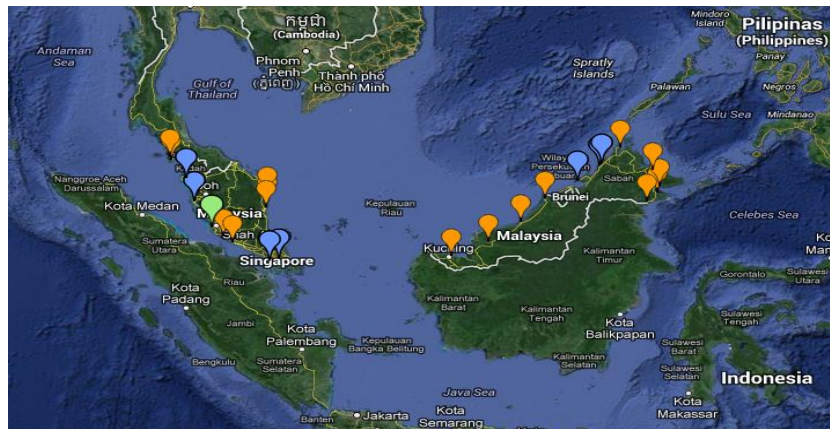 Mindoro
Island
Pilipinas
(Philippines)
កម្ពុជា
(Cambodia)
Andaman
Sea
Phnom
Penh
(ភ្នំពេញ)
Thành phố
Hồ Chí Minh
Gulf of
Thailand
Spratly
Islands
Panay
Palawan
Negros
Sulu Sea
Mindanao
Nanggroe Aceh
Darussalam
Kota Medan
Sumatera
Utara
Kepulauan
Riau
Wilay
Persekutu
Sabah
Brunei
Celebes Sea
Kuching
Malaysia
Shah
Singapore
Riau
Kota
Padang
Jambi
Kota
Palembang
Sumatera
Selatan
Bengkulu
Kepulauan
Bangka Belitung
Kalimantan
Barat
Kalimantan
Tengah
Kalimantan
Timur
Kota
Balikpapan
Kalimantan
Selatan
Gorontalo
Sulawesi
Utara
Sulawesi
Tengah
Sulawesi
Barat
Sulawesi
Selatan
Indonesia
Kota
Makassar
Java Sea
Banten
Jakarta
Kota
Semarang